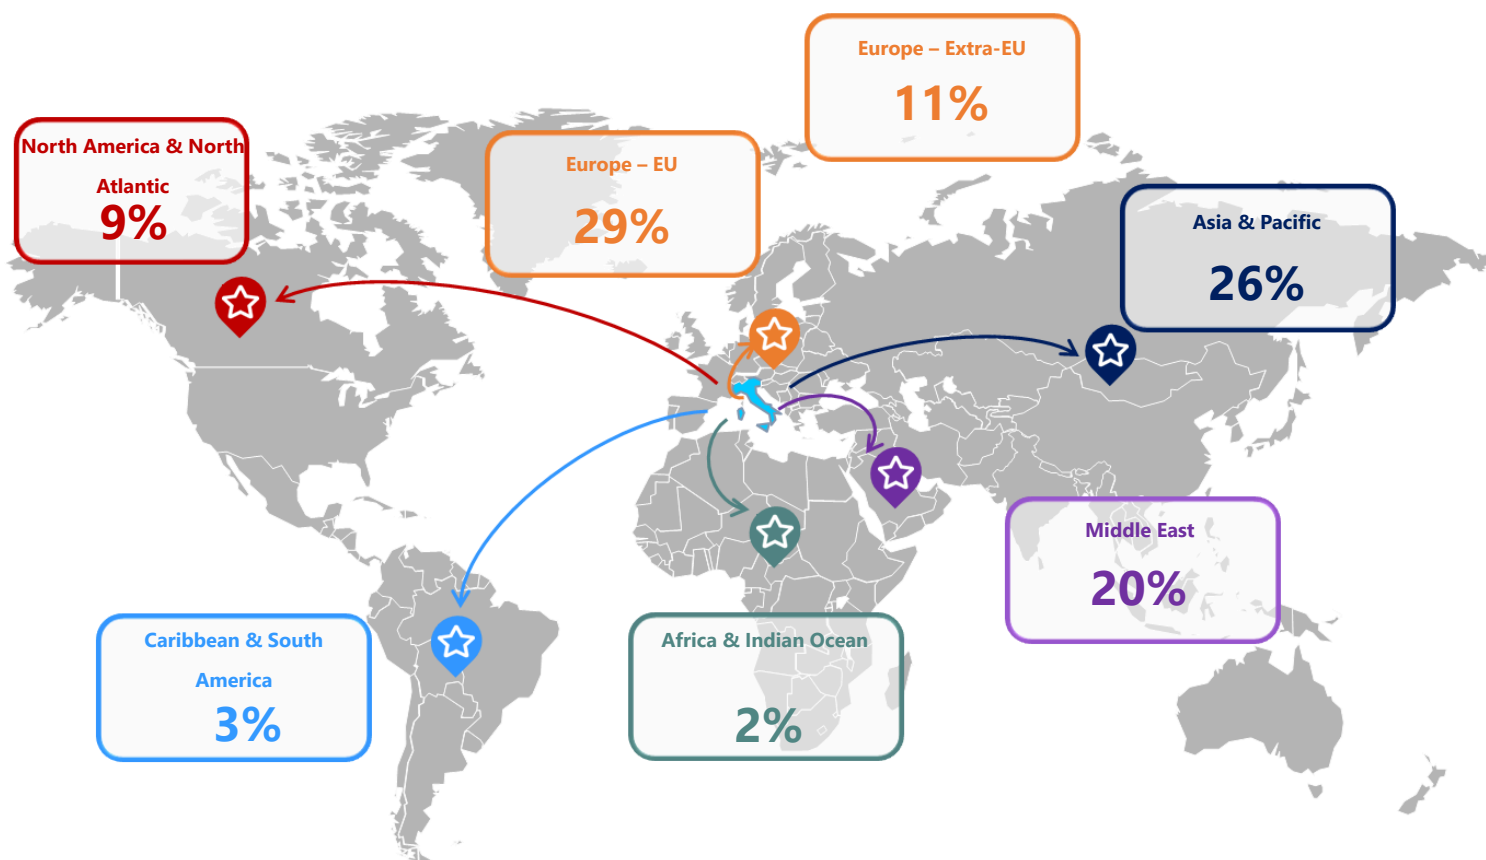 Europe – Extra-EU
11%
North America & North
Atlantic
9%
Europe – EU
29%
Asia & Pacific
26%
Middle East
20%
Caribbean & South
America
3%
Africa & Indian Ocean
2%